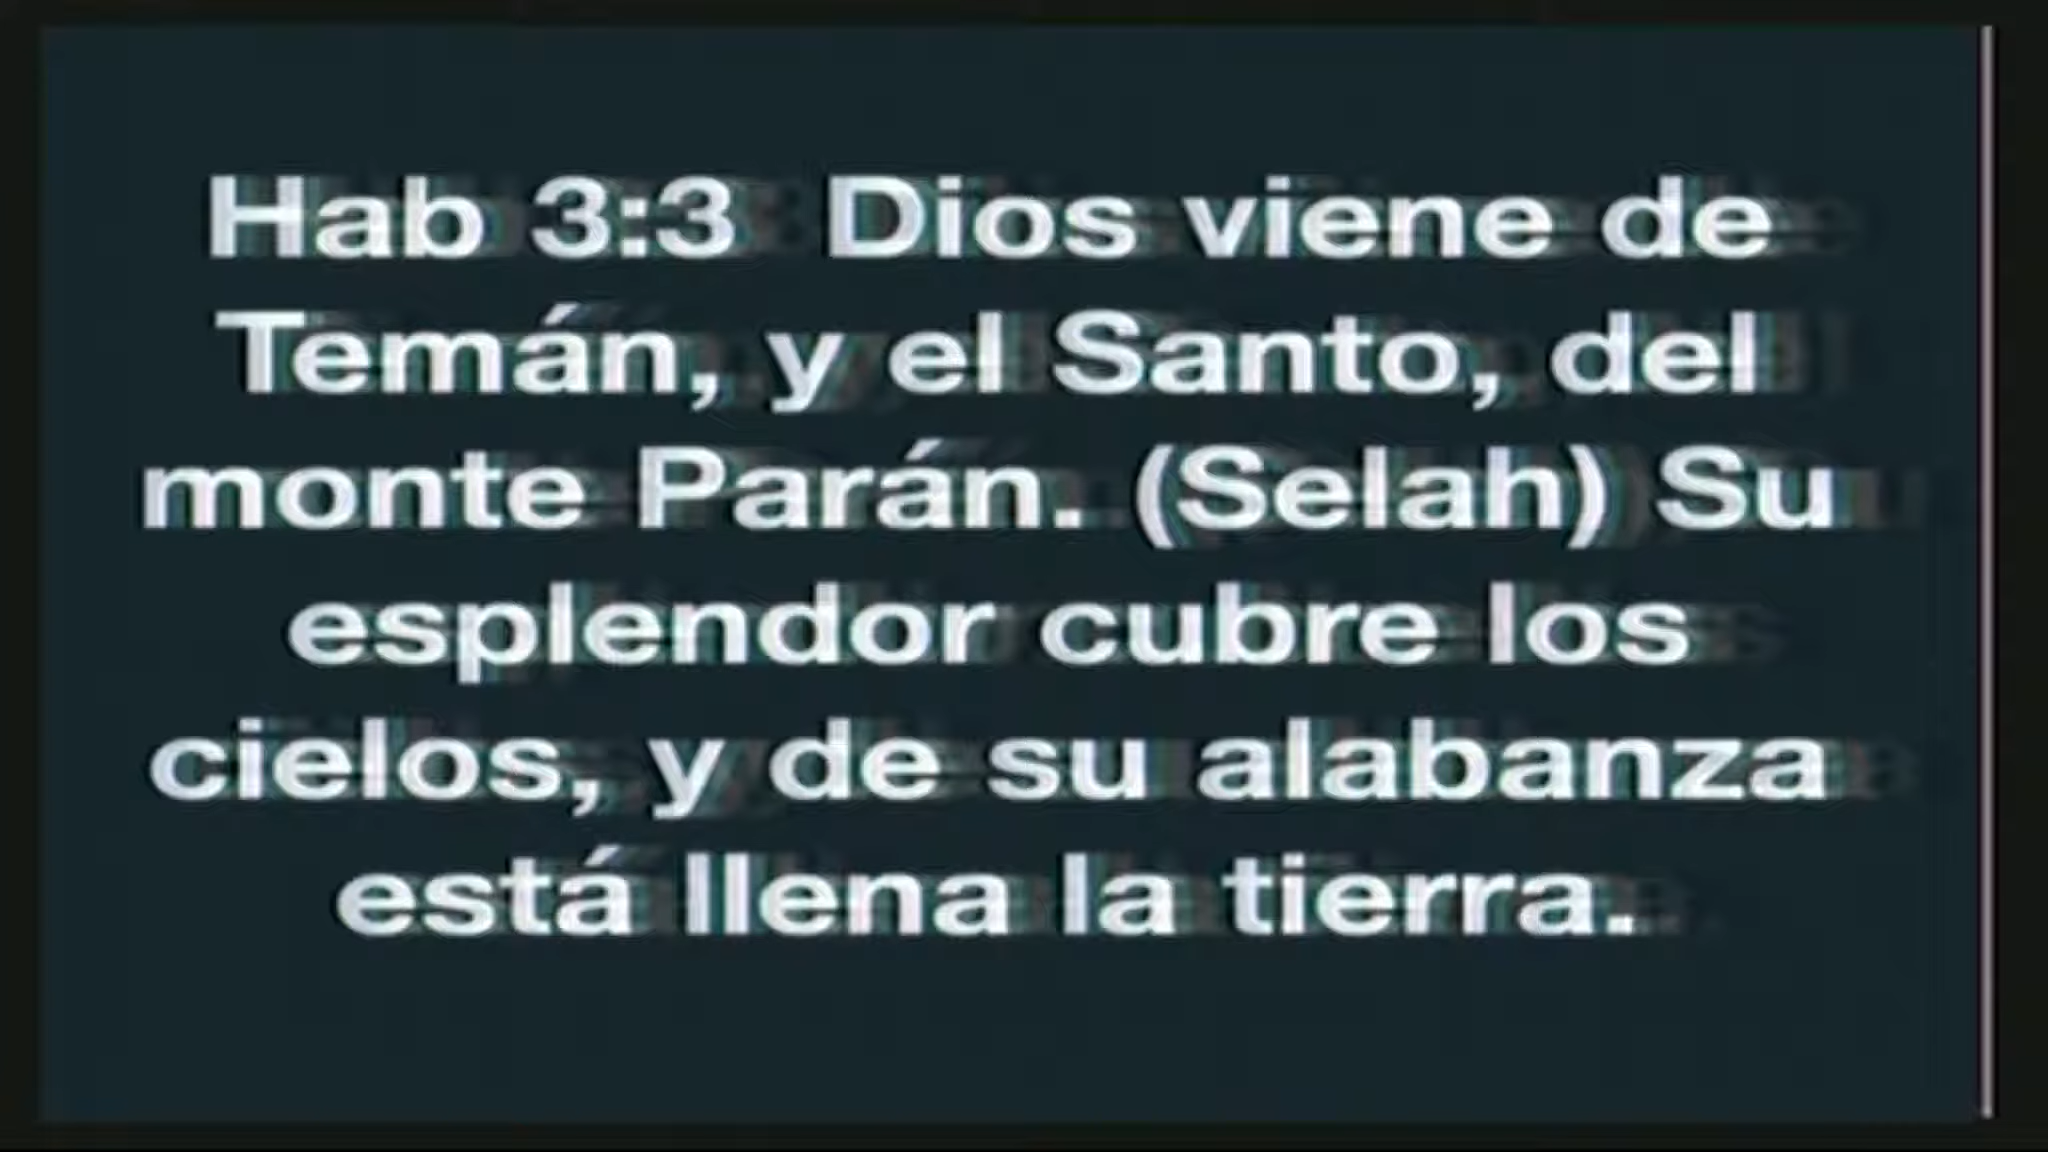 Hab 3:3  Dios viene de
Temán, y el Santo, del
monte Parán. (Selah) Su
esplendor cubre los
cielos, y de su alabanza
está llena la tierra.